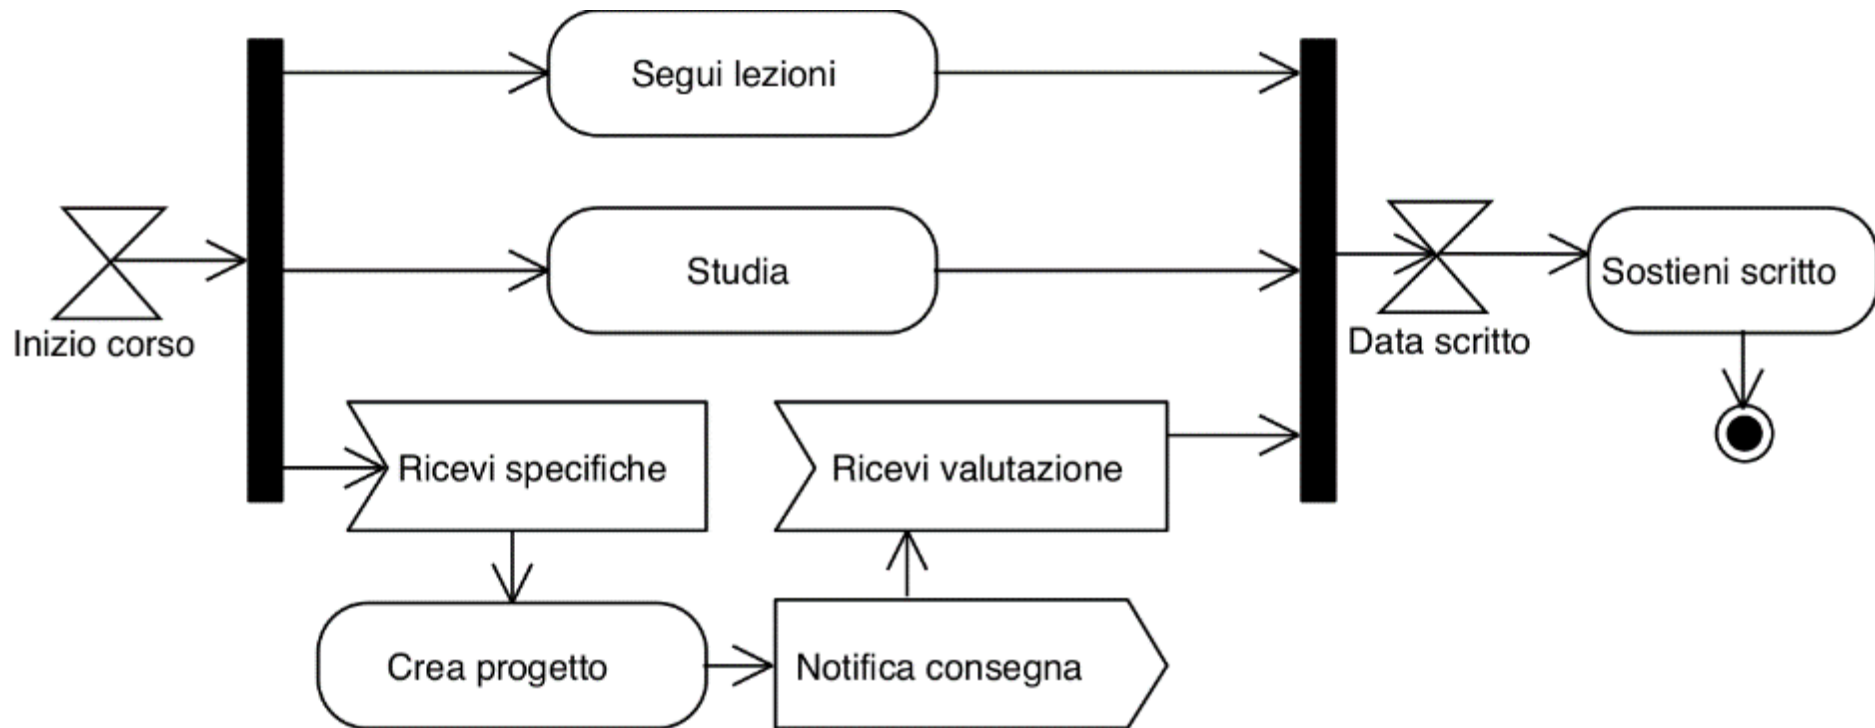 Segui lezioni
Studia
Sostieni scritto
Inizio corso
Data scritto
Ricevi specifiche
Ricevi valutazione
Crea progetto
Notifica consegna